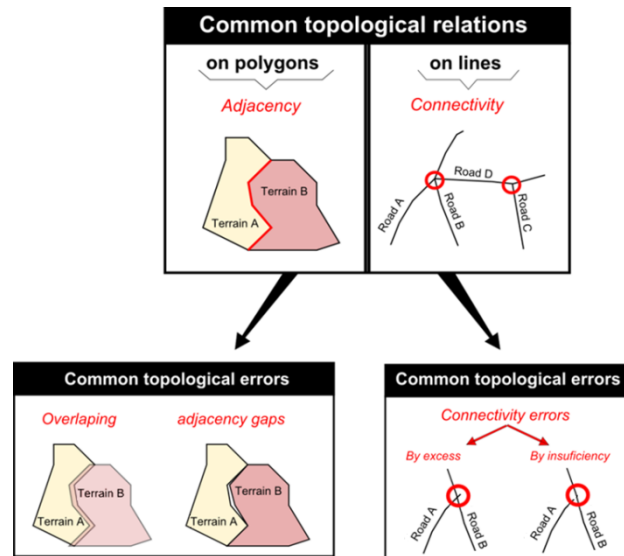 Common topological relations
on polygons
Adjacency
Terrain B
Terrain A
on lines
Connectivity
Road D
Road A
Road B
Road C
Common topological errors
Overlaping
adjacency gaps
Terrain B
Terrain A
Terrain B
Terrain A
Common topological errors
Connectivity errors
By excess
By insuficiency
Road A
Road B
Road A
Road B